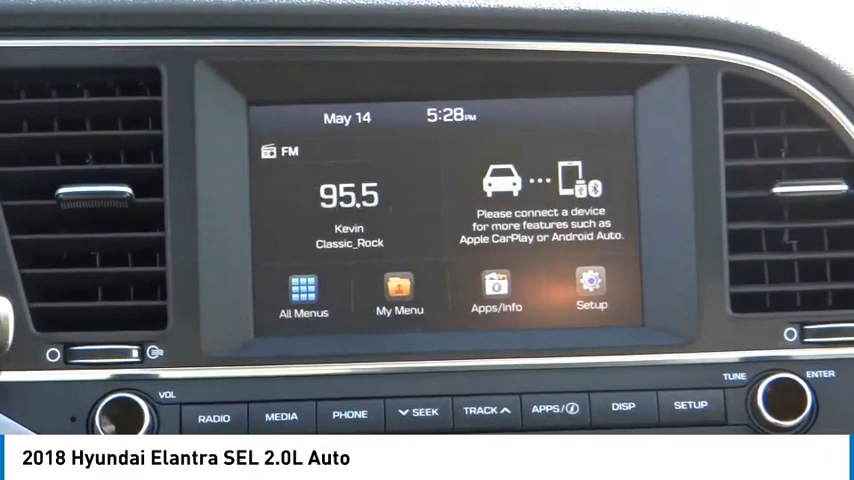 May 14 5:28PM
FM
95.5
Kevin
Classic_Rock
Please connect a device
for more features such as
Apple CarPlay or Android Auto.
All Menus My Menu Apps/Info Setup
VOL TUNE ENTER
RADIO MEDIA PHONE SEEK TRACK APPS/ DISP SETUP
2018 Hyundai Elantra SEL 2.0L Auto